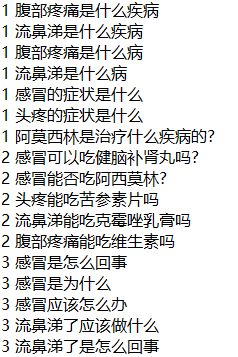 1 腹部疼痛是什么疾病
1 流鼻涕是什么疾病
1 腹部疼痛是什么病
1 流鼻涕是什么病
1 感冒的症状是什么
1 头疼的症状是什么
1 阿莫西林是治疗什么疾病的?
2 感冒可以吃健脑补肾丸吗?
2 感冒能否吃阿西莫林?
2 头疼能吃苦参素片吗
2 流鼻涕能吃克霉唑乳膏吗
2 腹部疼痛能吃维生素吗
3 感冒是怎么回事
3 感冒是为什么
3 感冒应该怎么办
3 流鼻涕了应该做什么
3 流鼻涕了是怎么回事